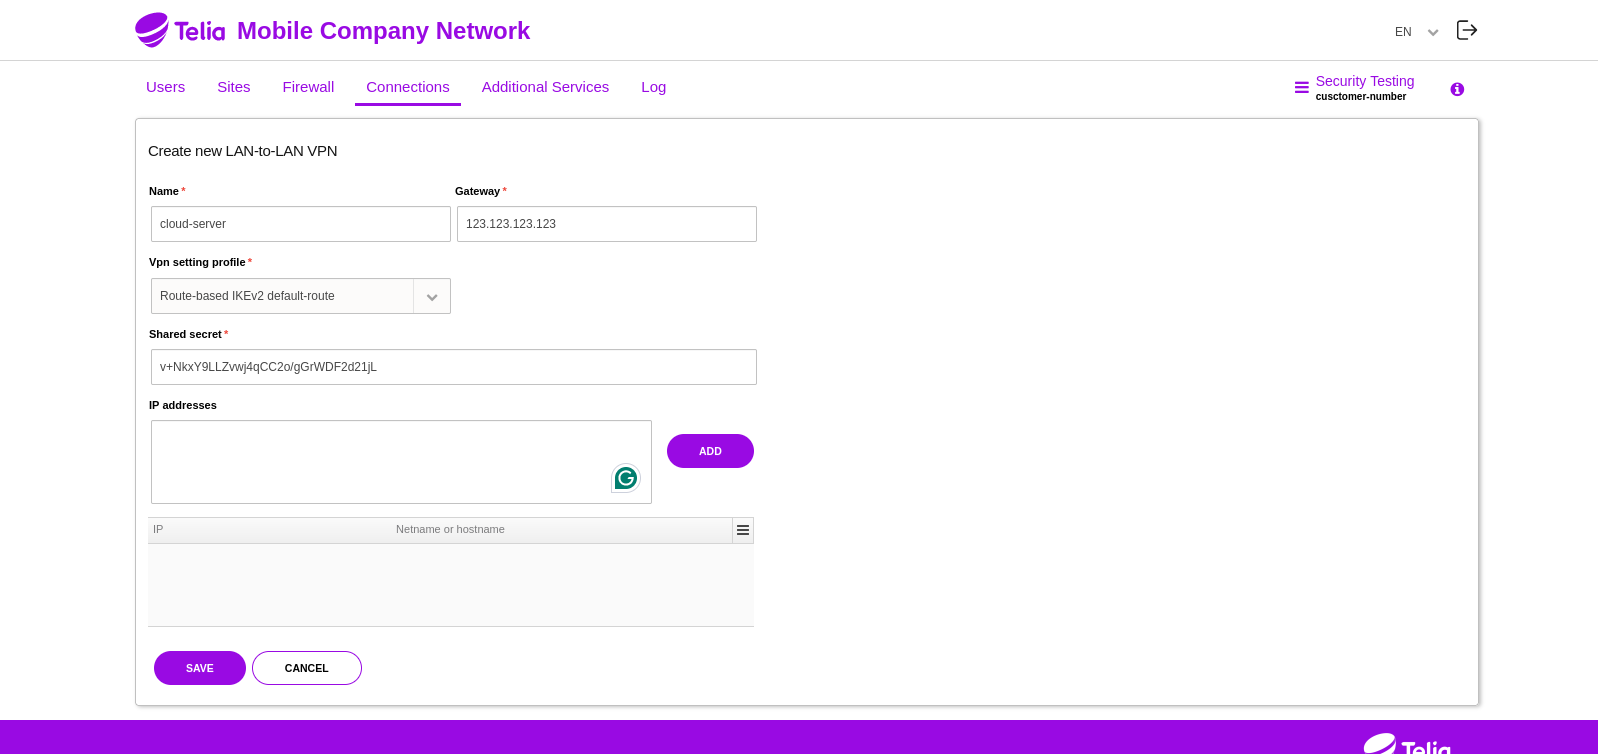 Telia Mobile Company Network
EN
Users Sites Firewall Connections Additional Services Log
Security Testing
cusctomer-number
Create new LAN-to-LAN VPN
Name* Gateway*
cloud-server 123.123.123.123
Vpn setting profile*
Route-based IKEv2 default-route
Shared secret*
v+NkxY9LLZvwj4qCC2o/gGrWDF2d21jL
IP addresses
ADD
IP Netname or hostname
SAVE CANCEL
Telia